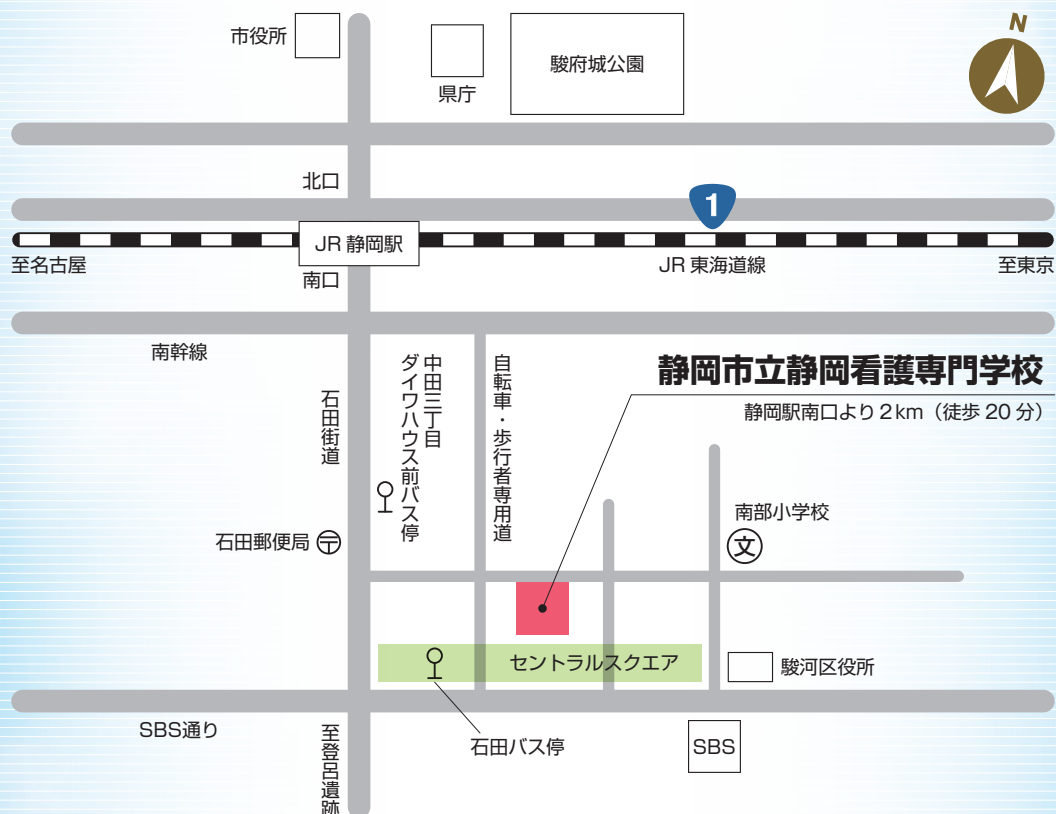 N
市役所
県庁
駿府城公園
北口
1
JR 静岡駅
至名古屋
JR 東海道線
至東京
南口
南幹線
石田街道
中田三丁目
ダイワハウス前バス停
自転車・歩行者専用道
静岡市立静岡看護専門学校
静岡駅南口より2km（徒歩 20 分）
石田郵便局
〒
南部小学校
文
セントラルスクエア
駿河区役所
SBS通り
石田バス停
SBS
至登呂遺跡